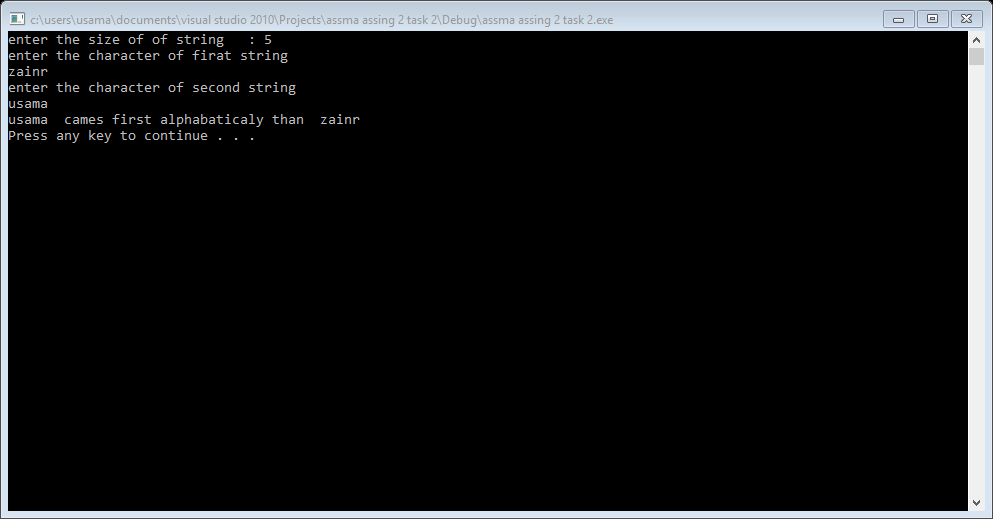 c:\users\usama\documents\visual studio 2010\Projects\assma assing 2 task 2\Debug\assma assing 2 task 2.exe
enter the size of of string   : 5
enter the character of firat string
zainr
enter the character of second string
usama
usama  cames first alphabaticaly than  zainr
Press any key to continue . . .